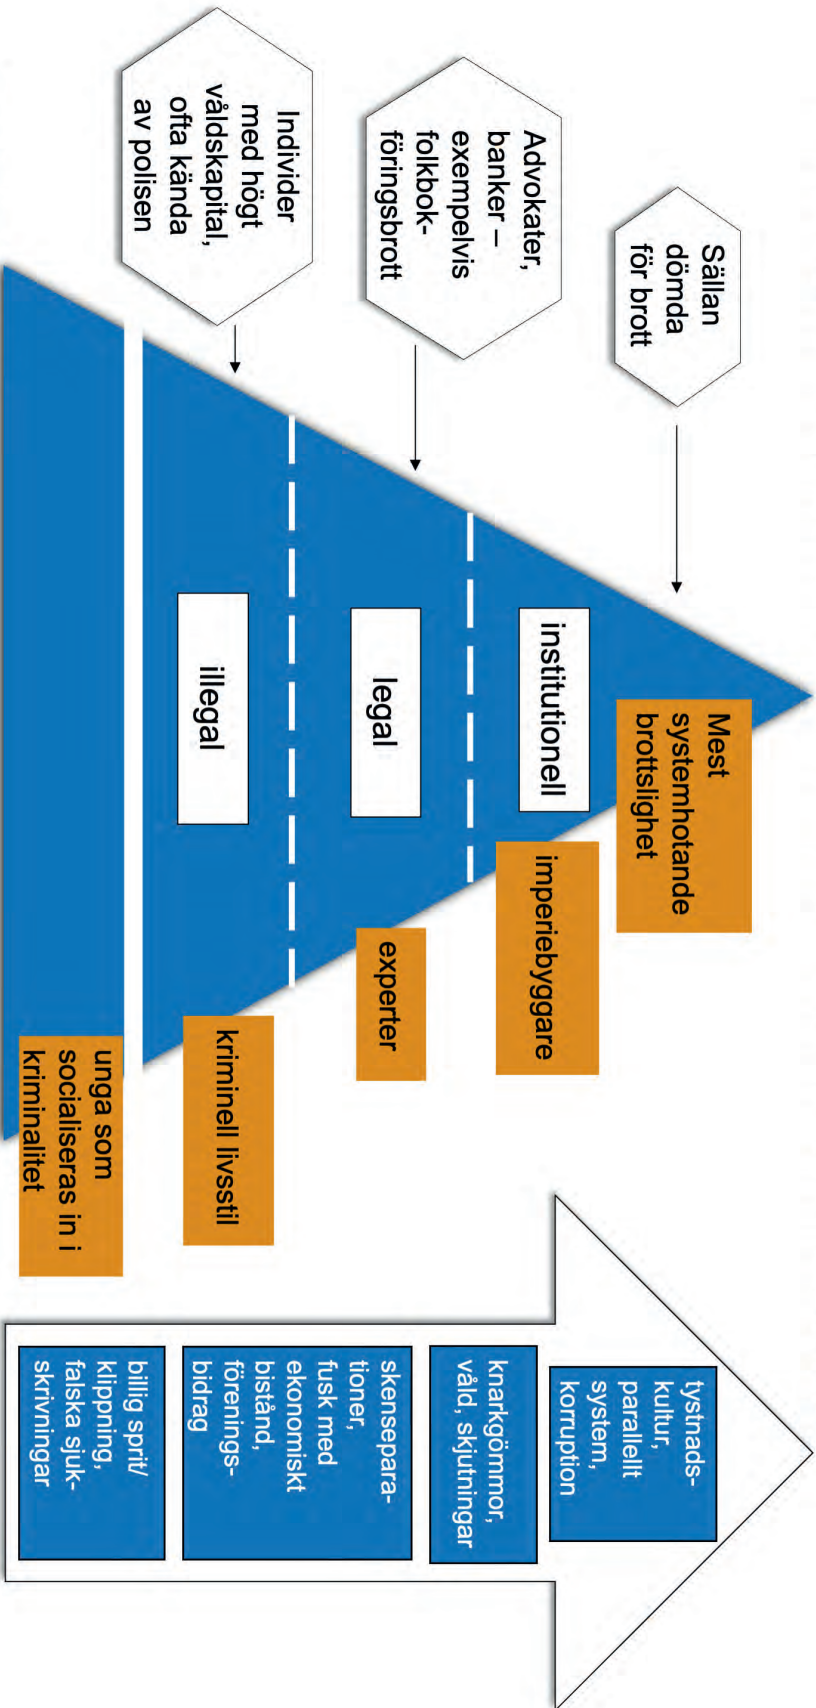 Sällan
dömda
för brott
Advokater,
banker –
exempelvis
folkbok-
föringsbrott
Individer
med högt
våldskapital,
ofta kända
av polisen
institutionell
legal
illegal
Mest
systemhotande
brottslighet
imperiebyggare
experter
kriminell livsstil
unga som
socialiseras in i
kriminalitet
tystnads-
kultur,
parallellt
system,
korruption
knarkgömmor,
våld, skjutningar
skensepara-
tioner,
fusk med
ekonomiskt
bistånd,
förenings-
bidrag
billig sprit/
klippning,
falska sjuk-
skrivningar